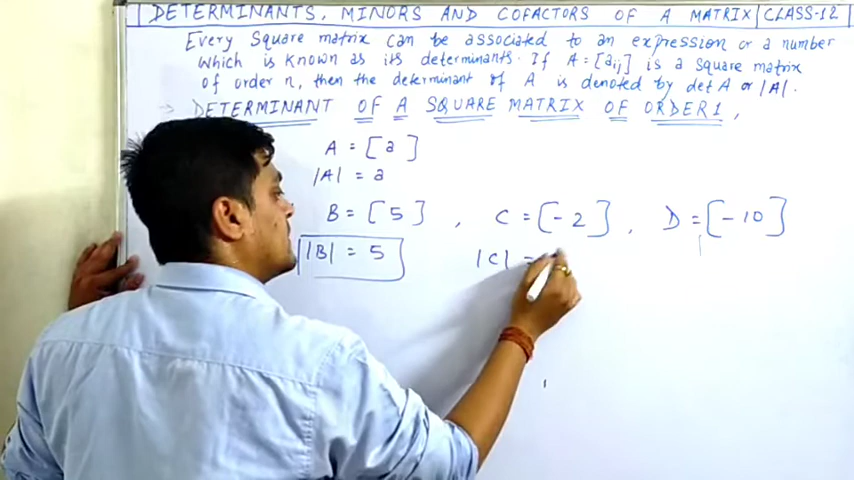 DETERMINANTS, MINORS AND COFACTORS OF A MATRIX | CLASS-12
Every square matrix can be associated to an expression or a number
which is known as its determinants. If A = [aij] is a square matrix
of order n, then the determinant of A is denoted by det A or |A|.
→ DETERMINANT OF A SQUARE MATRIX OF ORDER 1,
A = [a]
|A| = a
B = [5] , C = [-2] , D = [-10]
|B| = 5 |C| =